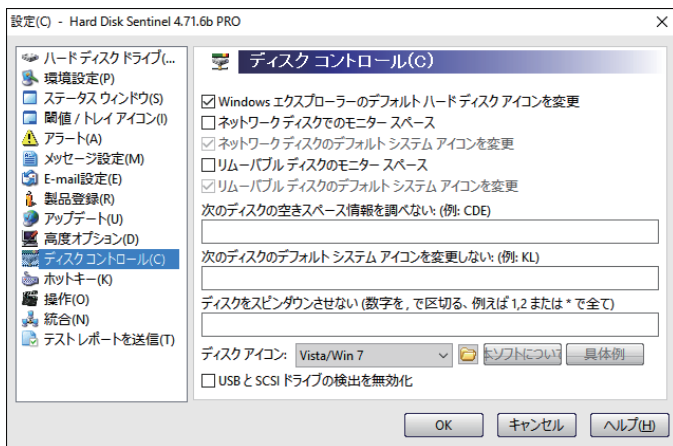 設定(C) - Hard Disk Sentinel 4.71.6b PRO
ハード ディスク ドライブ(...
環境設定(P)
ステータス ウィンドウ(S)
閾値 / トレイ アイコン(I)
アラート(A)
メッセージ設定(M)
E-mail設定(E)
製品登録(R)
アップデート(U)
高度オプション(D)
ディスク コントロール(C)
ホットキー(K)
操作(O)
統合(N)
テスト レポートを送信(T)
ディスク コントロール(C)
Windows エクスプローラーのデフォルト ハード ディスク アイコンを変更
ネットワーク ディスクでのモニター スペース
ネットワーク ディスクのデフォルト システム アイコンを変更
リムーバブル ディスクのモニター スペース
リムーバブル ディスクのデフォルト システム アイコンを変更
次のディスクの空きスペース情報を調べない: (例: CDE)
次のディスクのデフォルト システム アイコンを変更しない: (例: KL)
ディスクをスピンダウンさせない (数字を , で区切る、例えば 1,2 または * で全て)
ディスク アイコン: Vista/Win 7 本ソフトについて 具体例
USB と SCSI ドライブの検出を無効化
OK キャンセル ヘルプ(H)